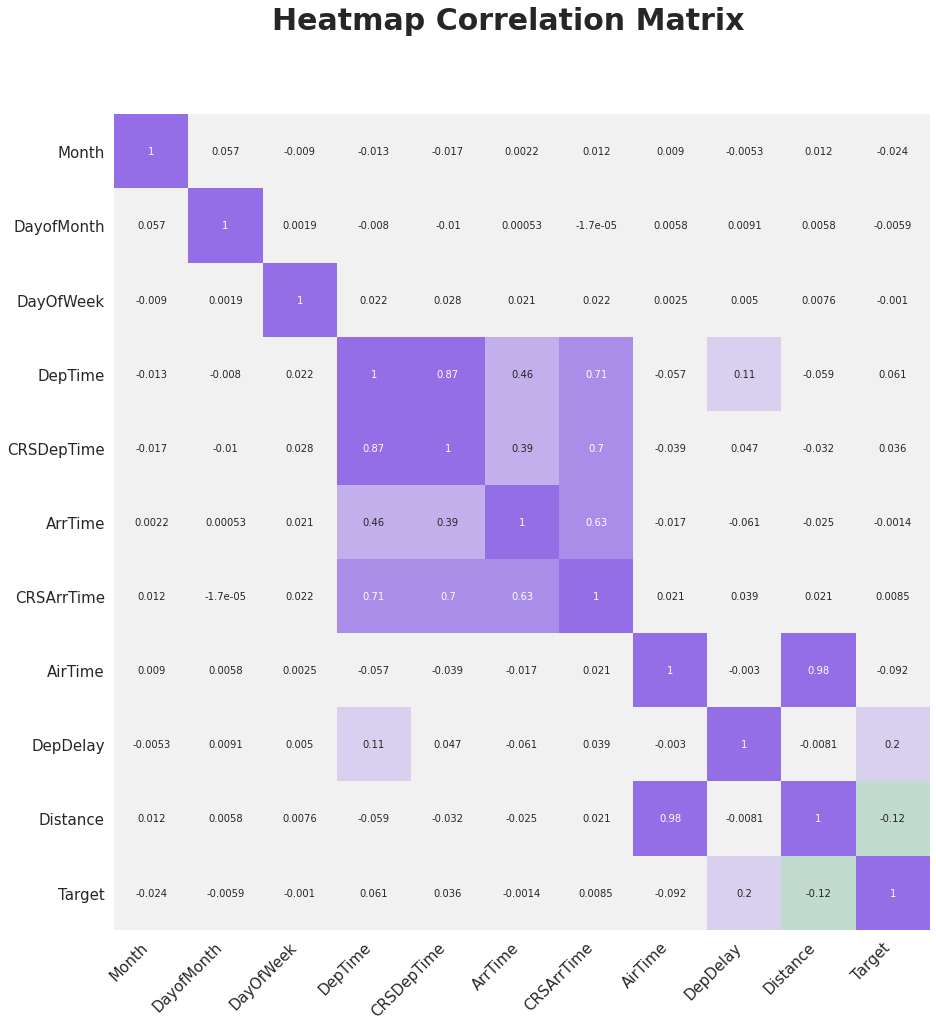 Heatmap Correlation Matrix
Month 1 0.057 -0.009 -0.013 -0.017 0.0022 0.012 0.009 -0.0053 0.012 -0.024
DayofMonth 0.057 1 0.0019 -0.008 -0.01 0.00053 -1.7e-05 0.0058 0.0091 0.0058 -0.0059
DayOfWeek -0.009 0.0019 1 0.022 0.028 0.021 0.022 0.0025 0.005 0.0076 -0.001
DepTime -0.013 -0.008 0.022 1 0.87 0.46 0.71 -0.057 0.11 -0.059 0.061
CRSDepTime -0.017 -0.01 0.028 0.87 1 0.39 0.7 -0.039 0.047 -0.032 0.036
ArrTime 0.0022 0.00053 0.021 0.46 0.39 1 0.63 -0.017 -0.061 -0.025 -0.0014
CRSArrTime 0.012 -1.7e-05 0.022 0.71 0.7 0.63 1 0.021 0.039 0.021 0.0085
AirTime 0.009 0.0058 0.0025 -0.057 -0.039 -0.017 0.021 1 -0.003 0.98 -0.092
DepDelay -0.0053 0.0091 0.005 0.11 0.047 -0.061 0.039 -0.003 1 -0.0081 0.2
Distance 0.012 0.0058 0.0076 -0.059 -0.032 -0.025 0.021 0.98 -0.0081 1 -0.12
Target -0.024 -0.0059 -0.001 0.061 0.036 -0.0014 0.0085 -0.092 0.2 -0.12 1
Month DayofMonth DayOfWeek DepTime CRSDepTime ArrTime CRSArrTime AirTime DepDelay Distance Target